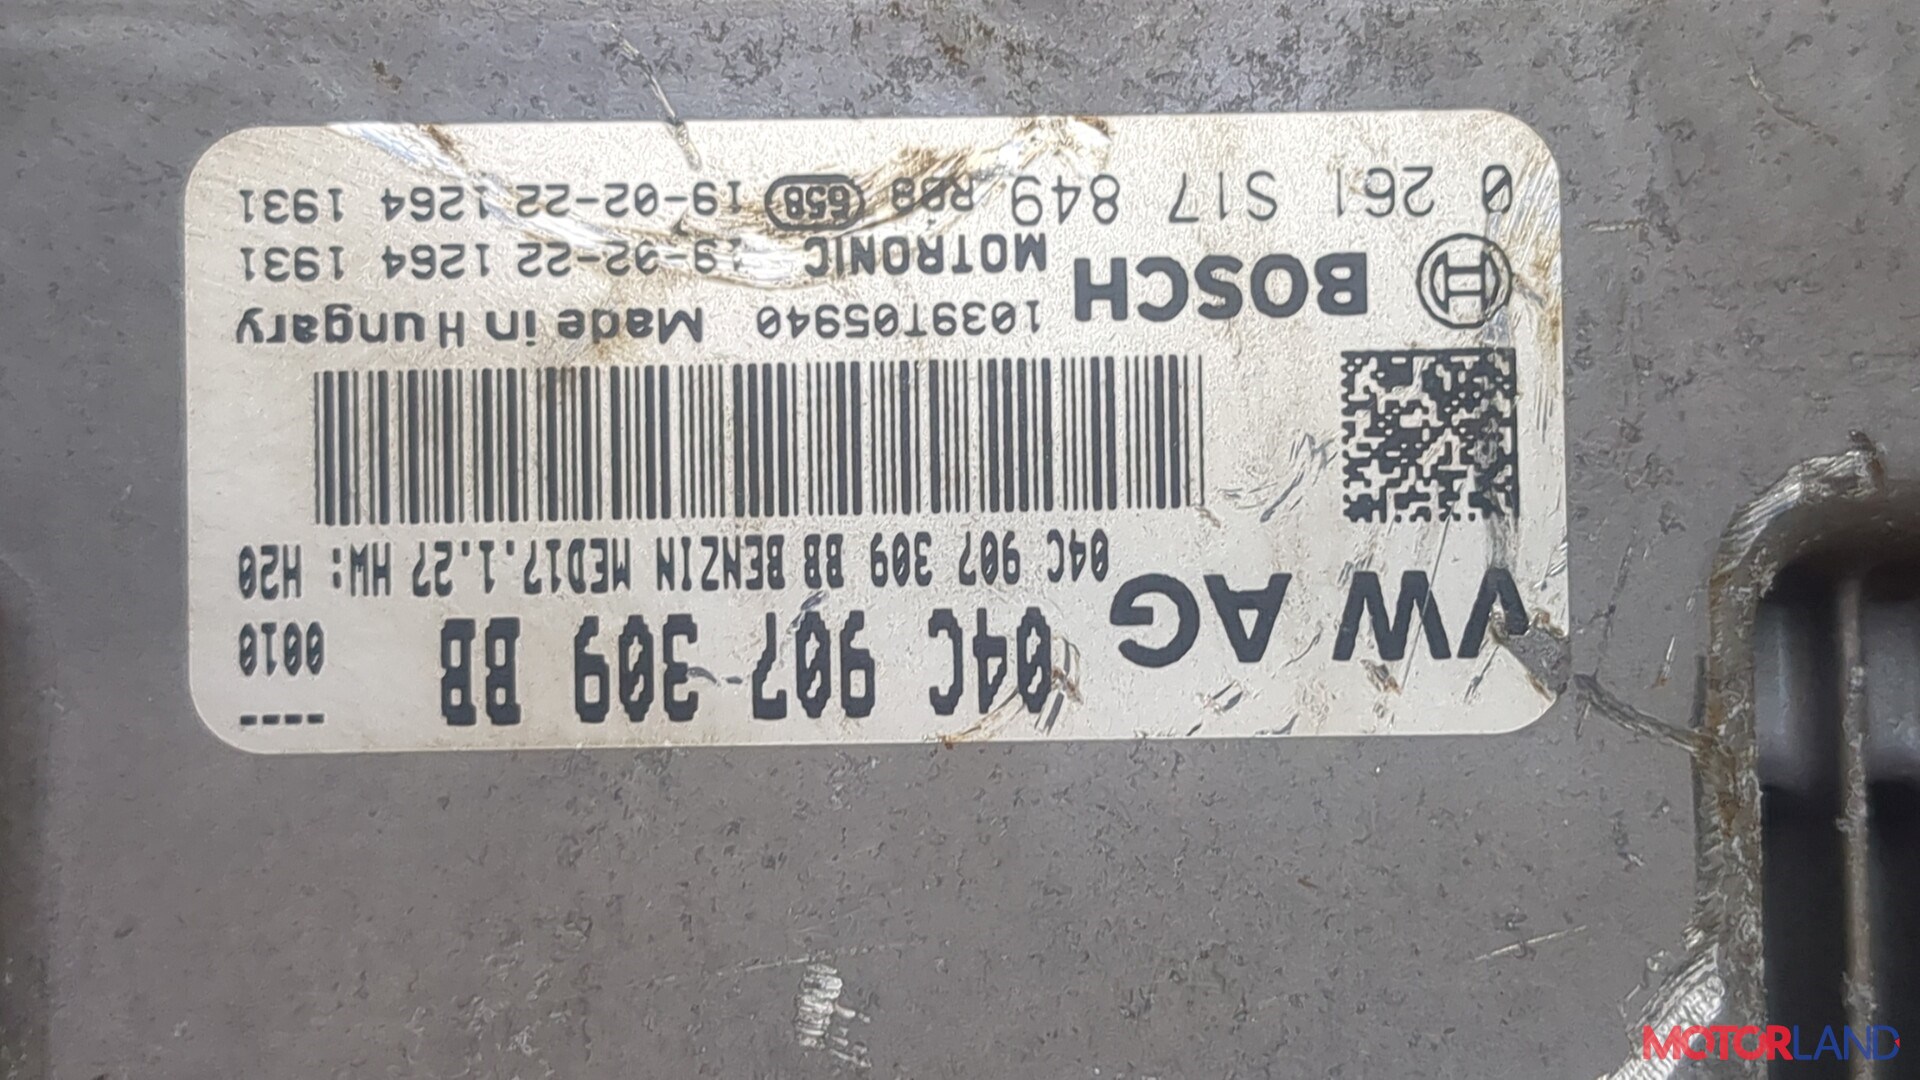 VW AG 04C 907 309 BB ---
0010
04C 907 309 BB BENZIN MED17.1.27 HW: H20
1039T05940 Made in Hungary
BOSCH MOTRONIC 19-02-22 1264 1931
0 261 S17 849 658 19-02-22 1264 1931
MOTORLAND